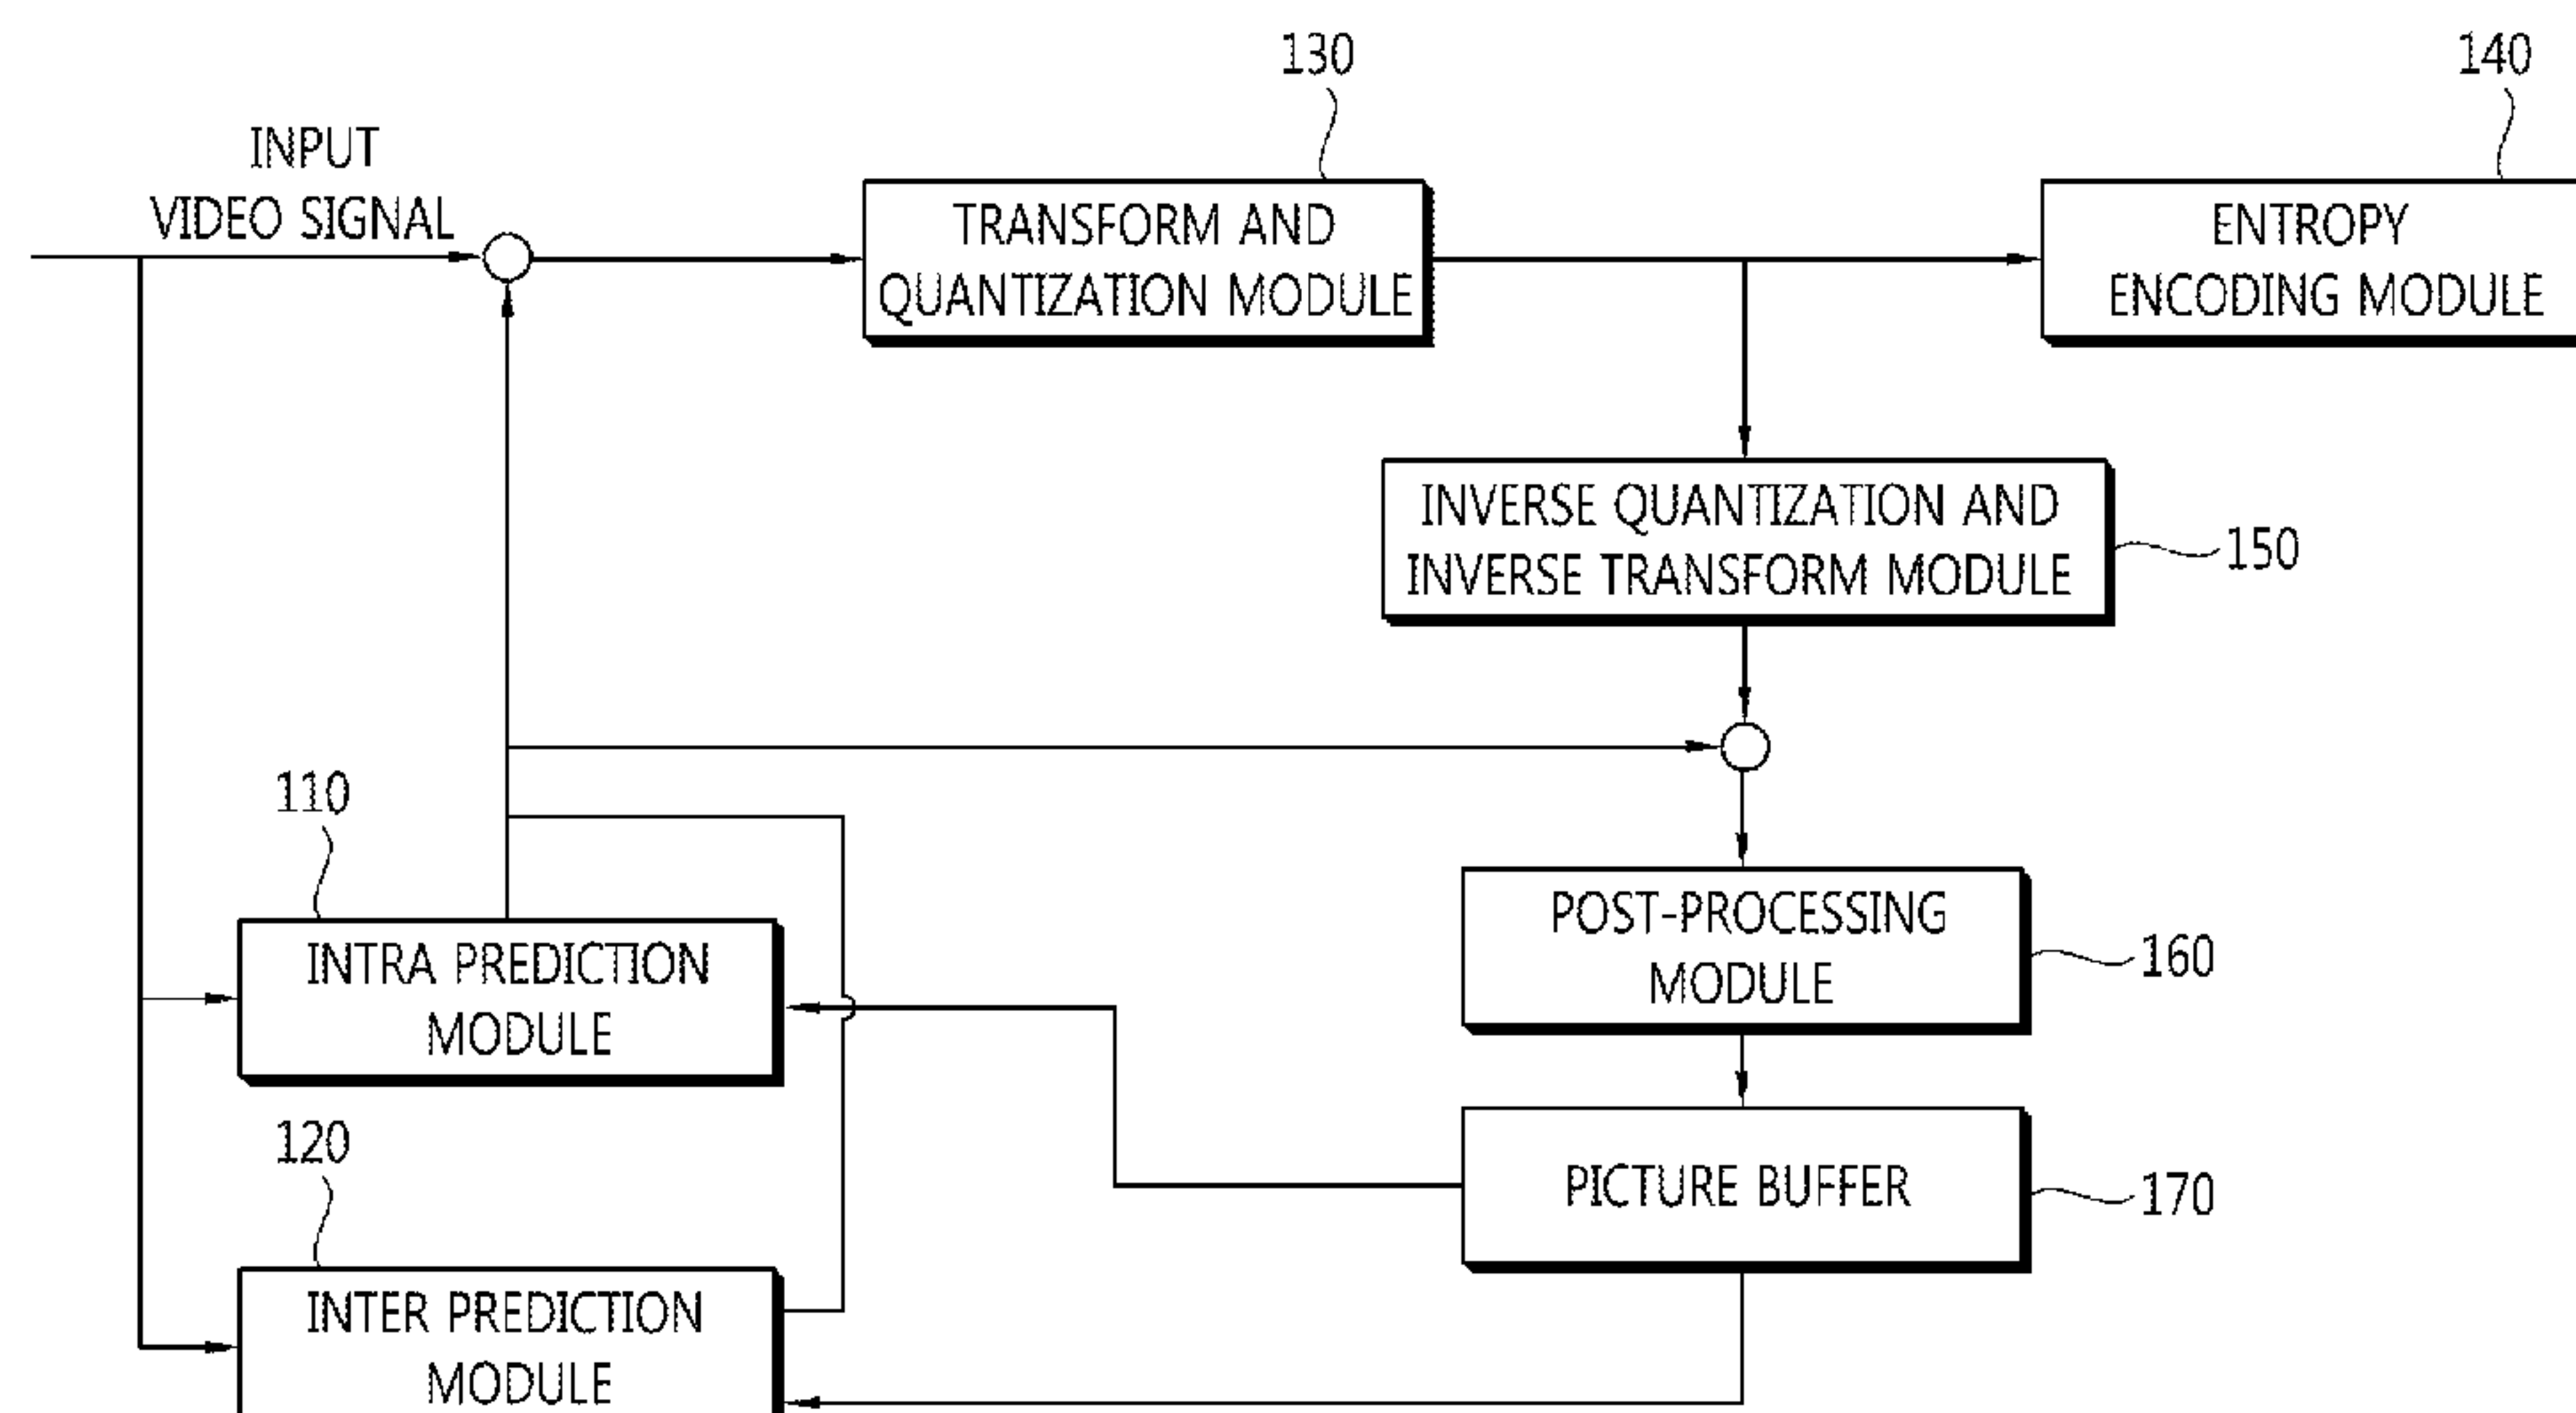 130
140
INPUT
VIDEO SIGNAL
TRANSFORM AND
QUANTIZATION MODULE
ENTROPY
ENCODING MODULE
INVERSE QUANTIZATION AND
INVERSE TRANSFORM MODULE
150
110
INTRA PREDICTION
MODULE
POST-PROCESSING
MODULE
160
120
PICTURE BUFFER
170
INTER PREDICTION
MODULE